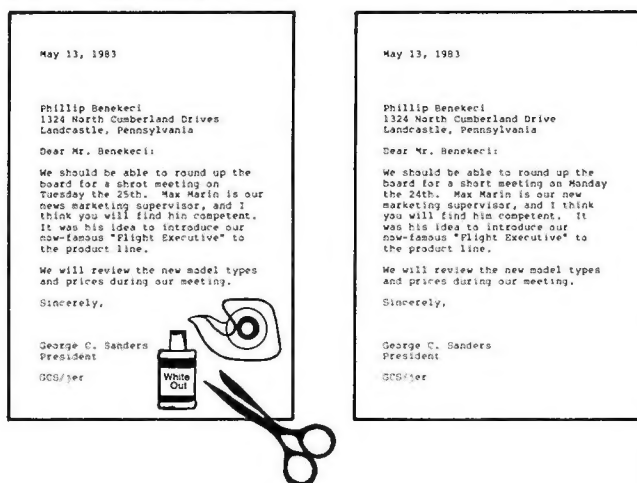 May 13, 1983
Phillip Benekeci
1324 North Cumberland Drives
Landcastle, Pennsylvania
Dear Mr. Benekeci:
We should be able to round up the
board for a shrot meeting on
Tuesday the 25th. Max Marin is our
news marketing supervisor, and I
think you will find hin competent.
It was his idea to introduce our
now-famous "Flight Executive" to
the product line.
We will review the new model types
and prices during our meeting.
Sincerely,
George C. Sanders
President
GCS/jer
White
Out
May 13, 1983
Phillip Benekeci
1324 North Cumberland Drive
Landcastle, Pennsylvania
Dear Mr. Benekeci:
We should be able to round up the
board for a short meeting on Monday
the 24th. Max Marin is our new
marketing supervisor, and I think
you will find him competent. It
was his idea to introduce our
now-famous "Flight Executive" to
the product line.
We will review the new model types
and prices during our meeting.
Sincerely,
George C. Sanders
President
GCS/jer